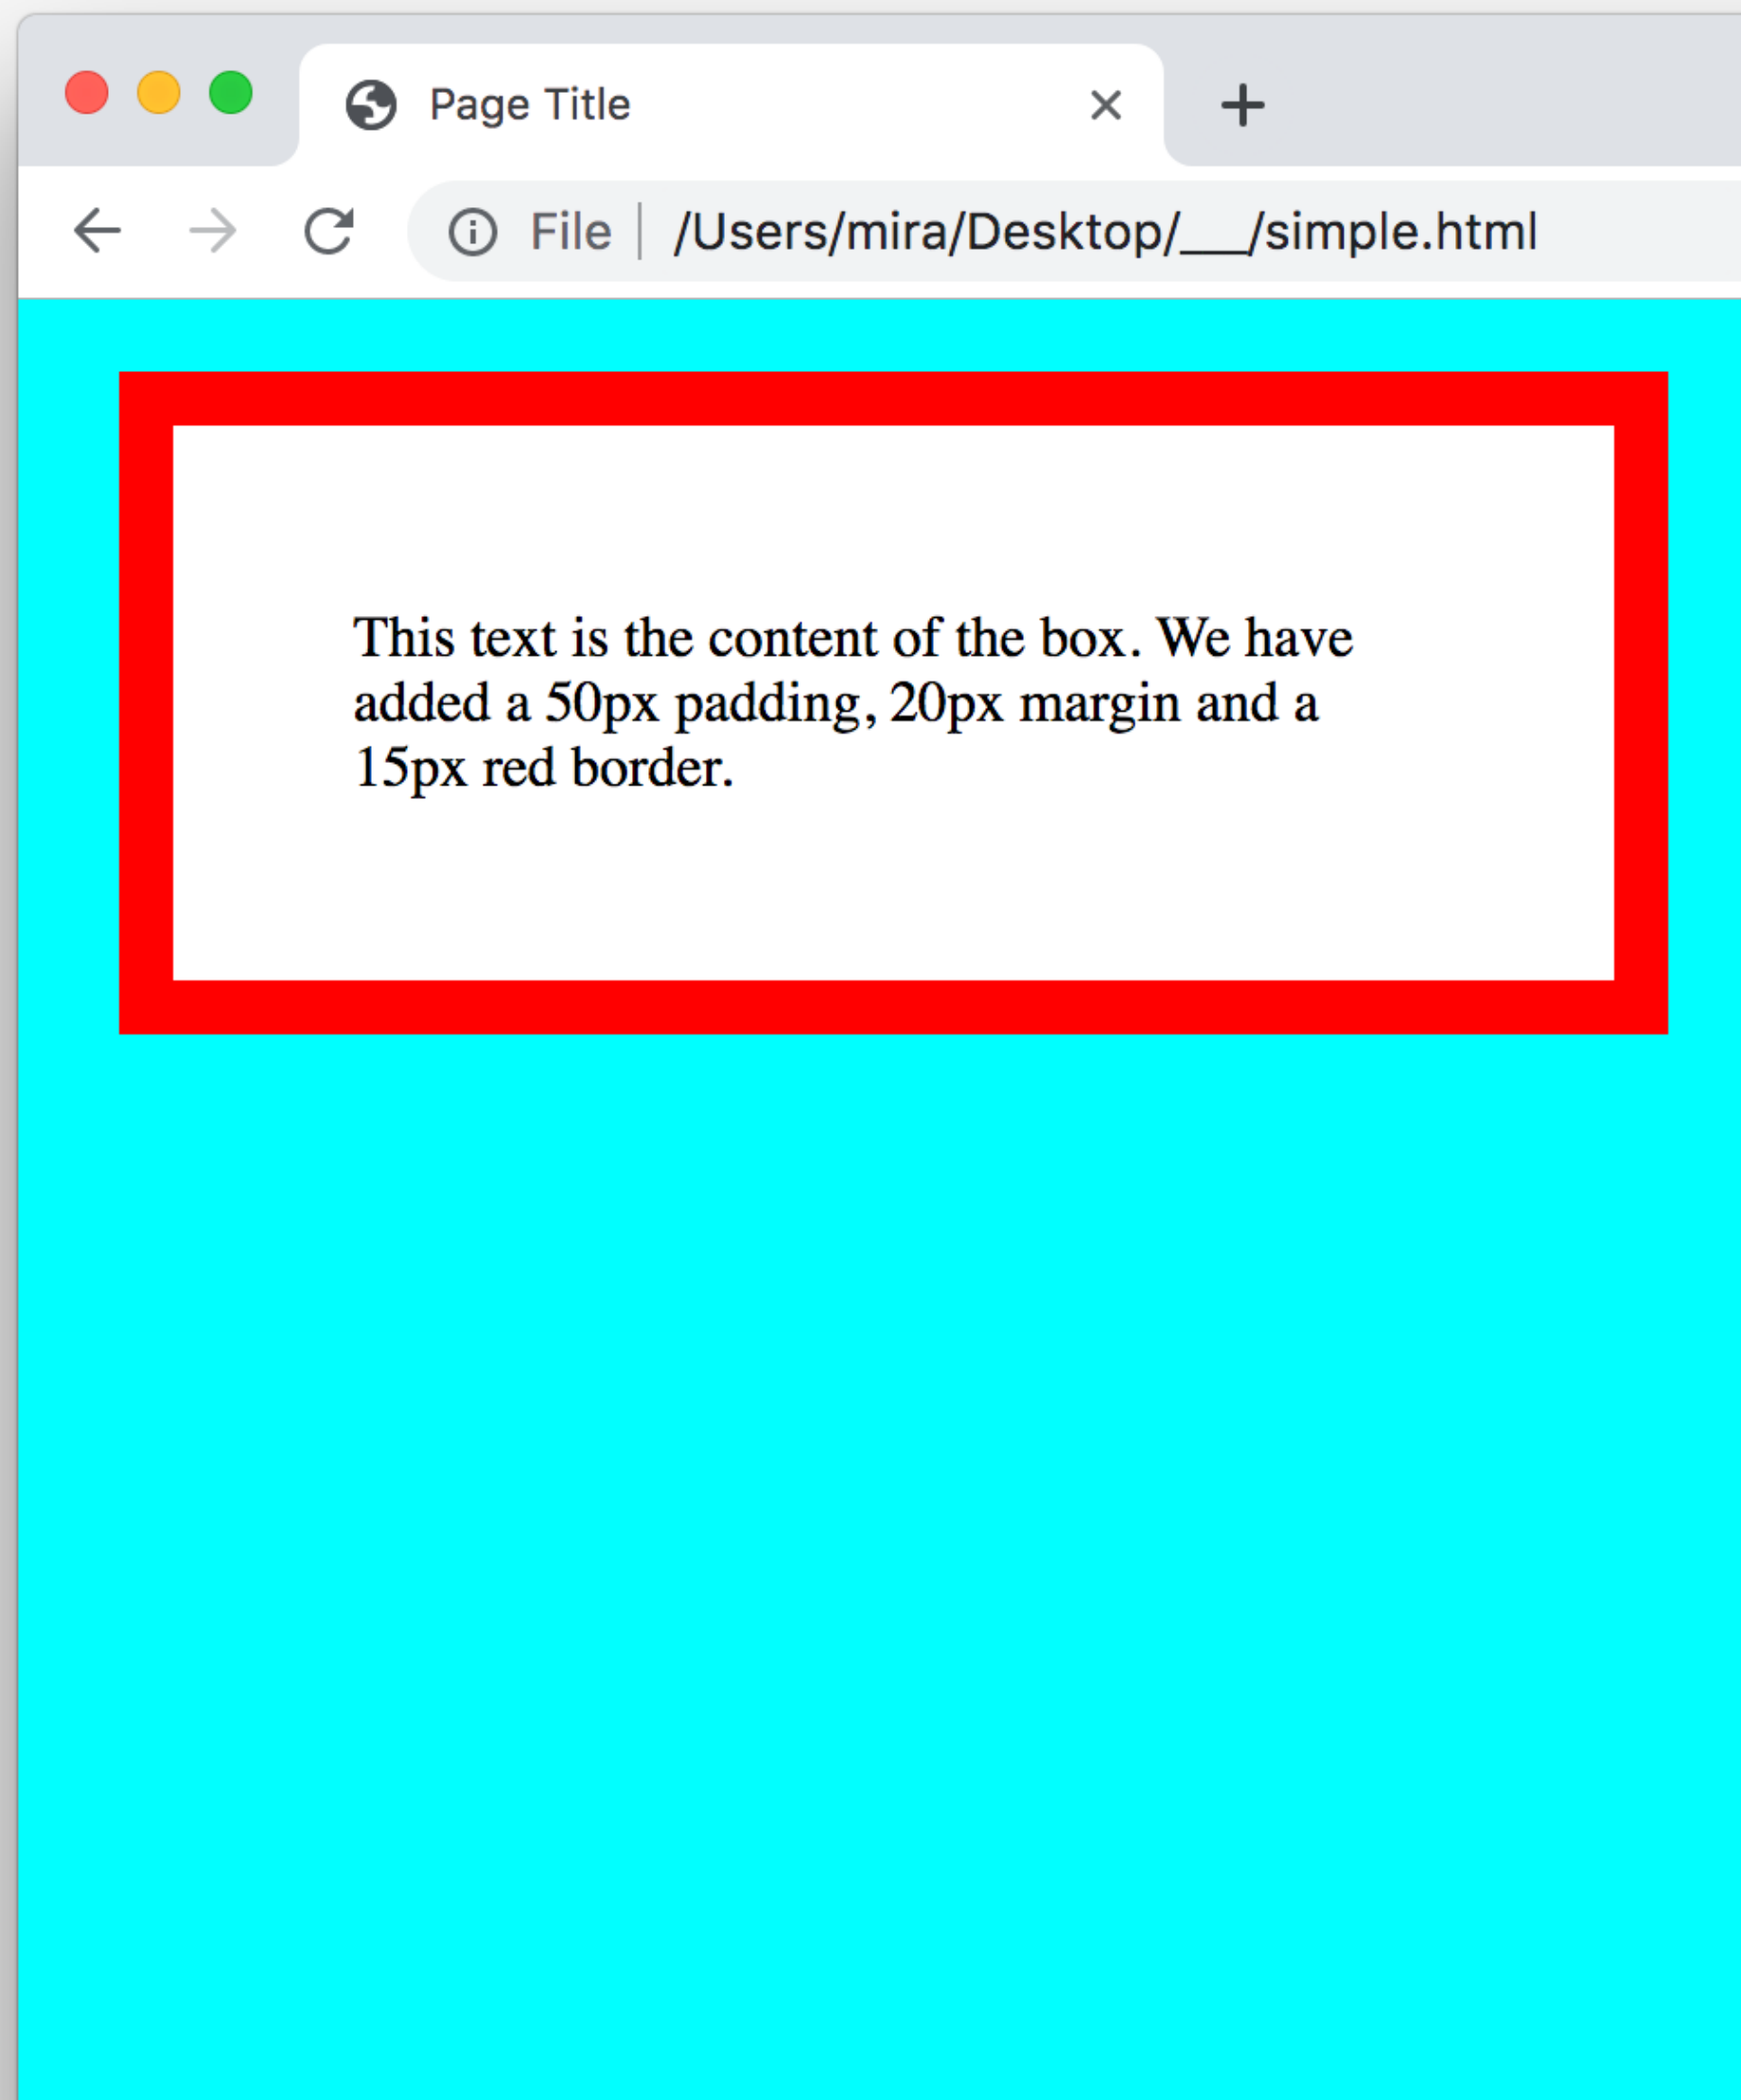 Page Title
File | /Users/mira/Desktop/___/simple.html
This text is the content of the box. We have
added a 50px padding, 20px margin and a
15px red border.